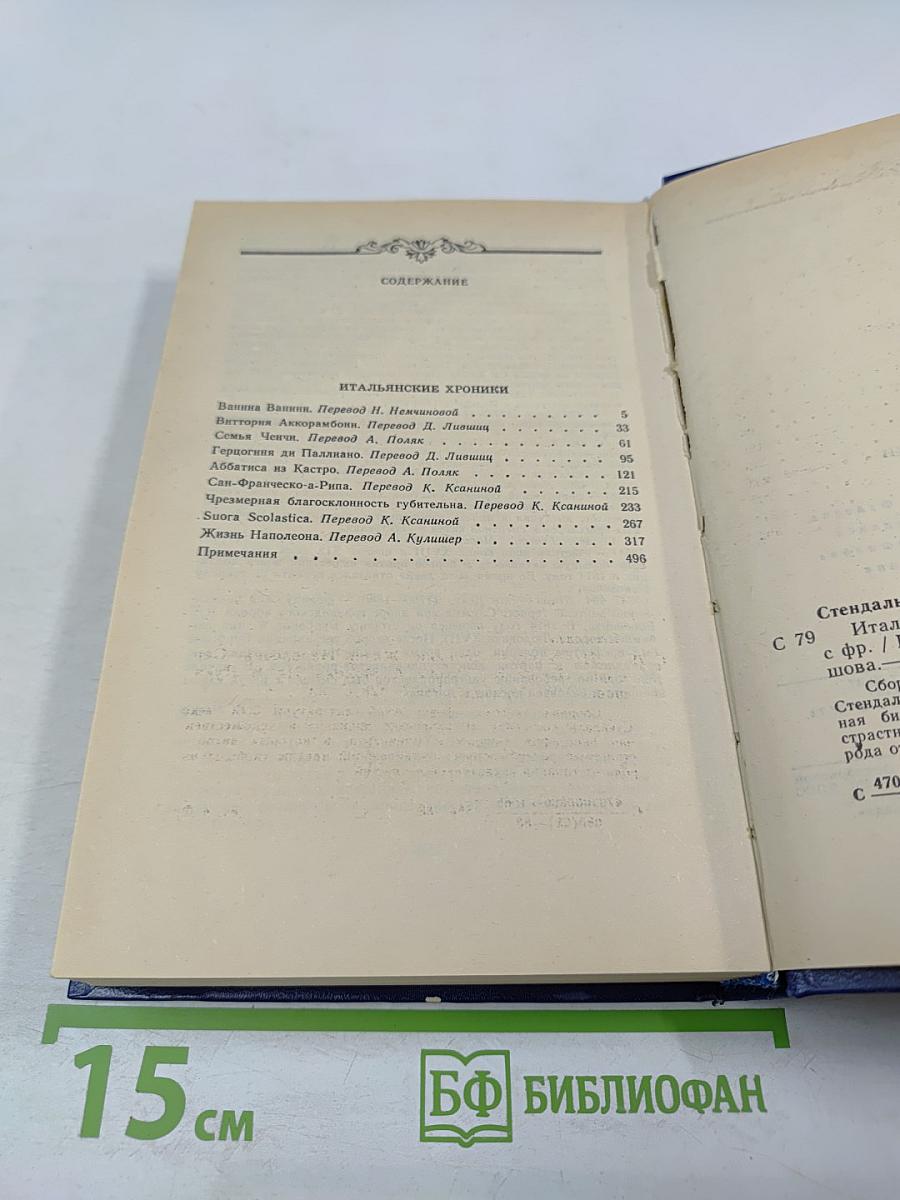 СОДЕРЖАНИЕ
ИТАЛЬЯНСКИЕ ХРОНИКИ
Ванина Ванини. Перевод Н. Немчиновой . . . . . . . . . 5
Виттория Аккорамбони. Перевод Д. Лившиц . . . . . . . 33
Семья Ченчи. Перевод А. Поляк . . . . . . . . . . . 61
Герцогиня ди Паллиано. Перевод Д. Лившиц . . . . . . . 95
Аббатиса из Кастро. Перевод А. Поляк . . . . . . . . 121
Сан-Франческо-а-Рипа. Перевод К. Ксаниной . . . . . . 215
Чрезмерная благосклонность губительна. Перевод К. Ксаниной 233
Suora Scolastica. Перевод К. Ксаниной . . . . . . . . . 267
Жизнь Наполеона. Перевод А. Кулишер . . . . . . . . 317
Примечания . . . . . . . . . . . . . . . 496
Стендаль
С 79 Итал
с фр. /
шова.—
Сбор
Стендал
ная би
страстн
рода от
С 470
15 см
БФ БИБЛИОФАН